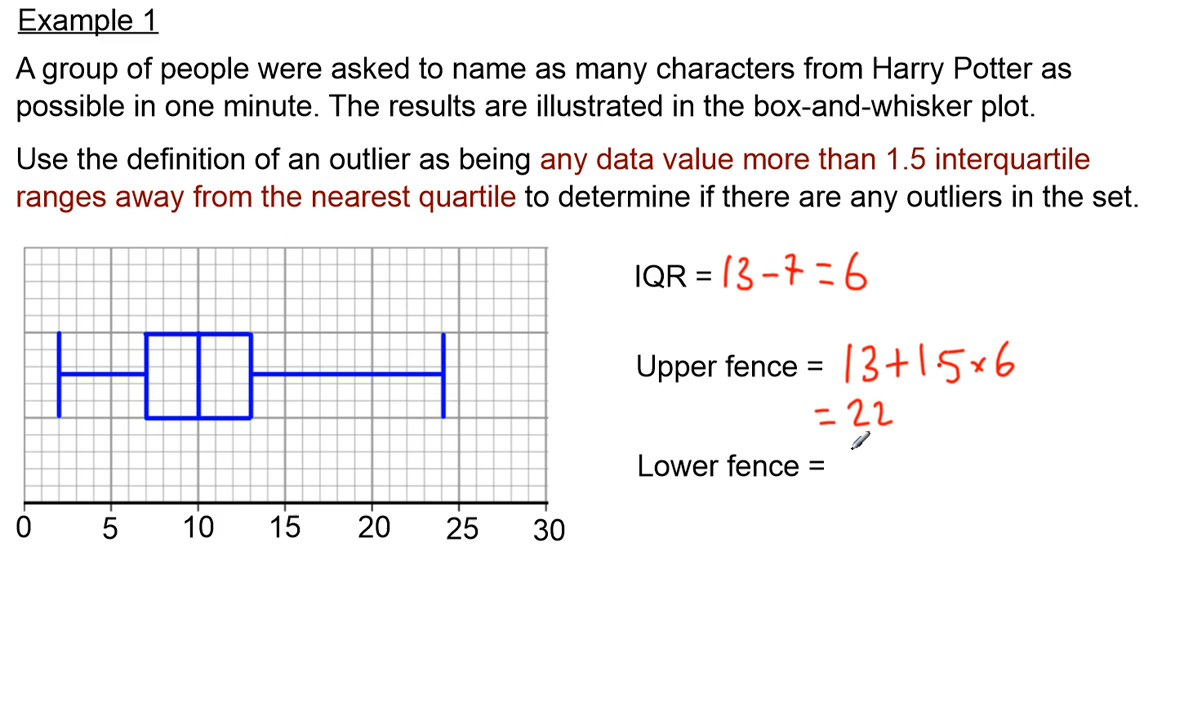 Example 1
A group of people were asked to name as many characters from Harry Potter as
possible in one minute. The results are illustrated in the box-and-whisker plot.
Use the definition of an outlier as being any data value more than 1.5 interquartile
ranges away from the nearest quartile to determine if there are any outliers in the set.
IQR = 13-7=6
Upper fence = 13+1.5×6
= 22
Lower fence =
0 5 10 15 20 25 30